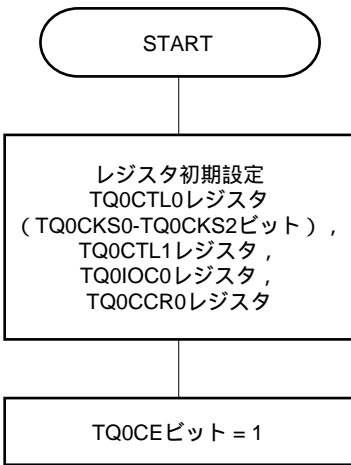 START
レジスタ初期設定
TQ0CTL0レジスタ
（TQ0CKS0-TQ0CKS2ビット），
TQ0CTL1レジスタ，
TQ0IOC0レジスタ，
TQ0CCR0レジスタ
TQ0CEビット = 1